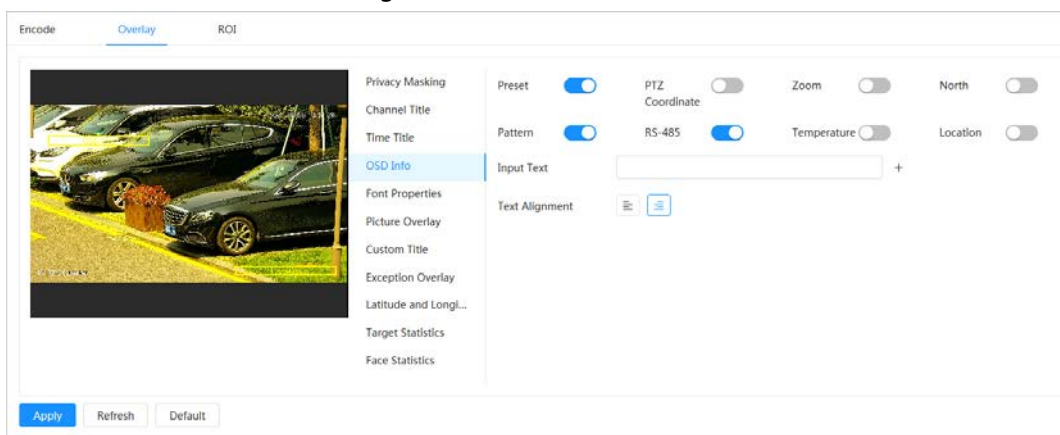 Encode Overlay ROI
Privacy Masking
Channel Title
Time Title
OSD Info
Font Properties
Picture Overlay
Custom Title
Exception Overlay
Latitude and Longi...
Target Statistics
Face Statistics
Preset PTZ Coordinate Zoom North
Pattern RS-485 Temperature Location
Input Text +
Text Alignment
Apply Refresh Default